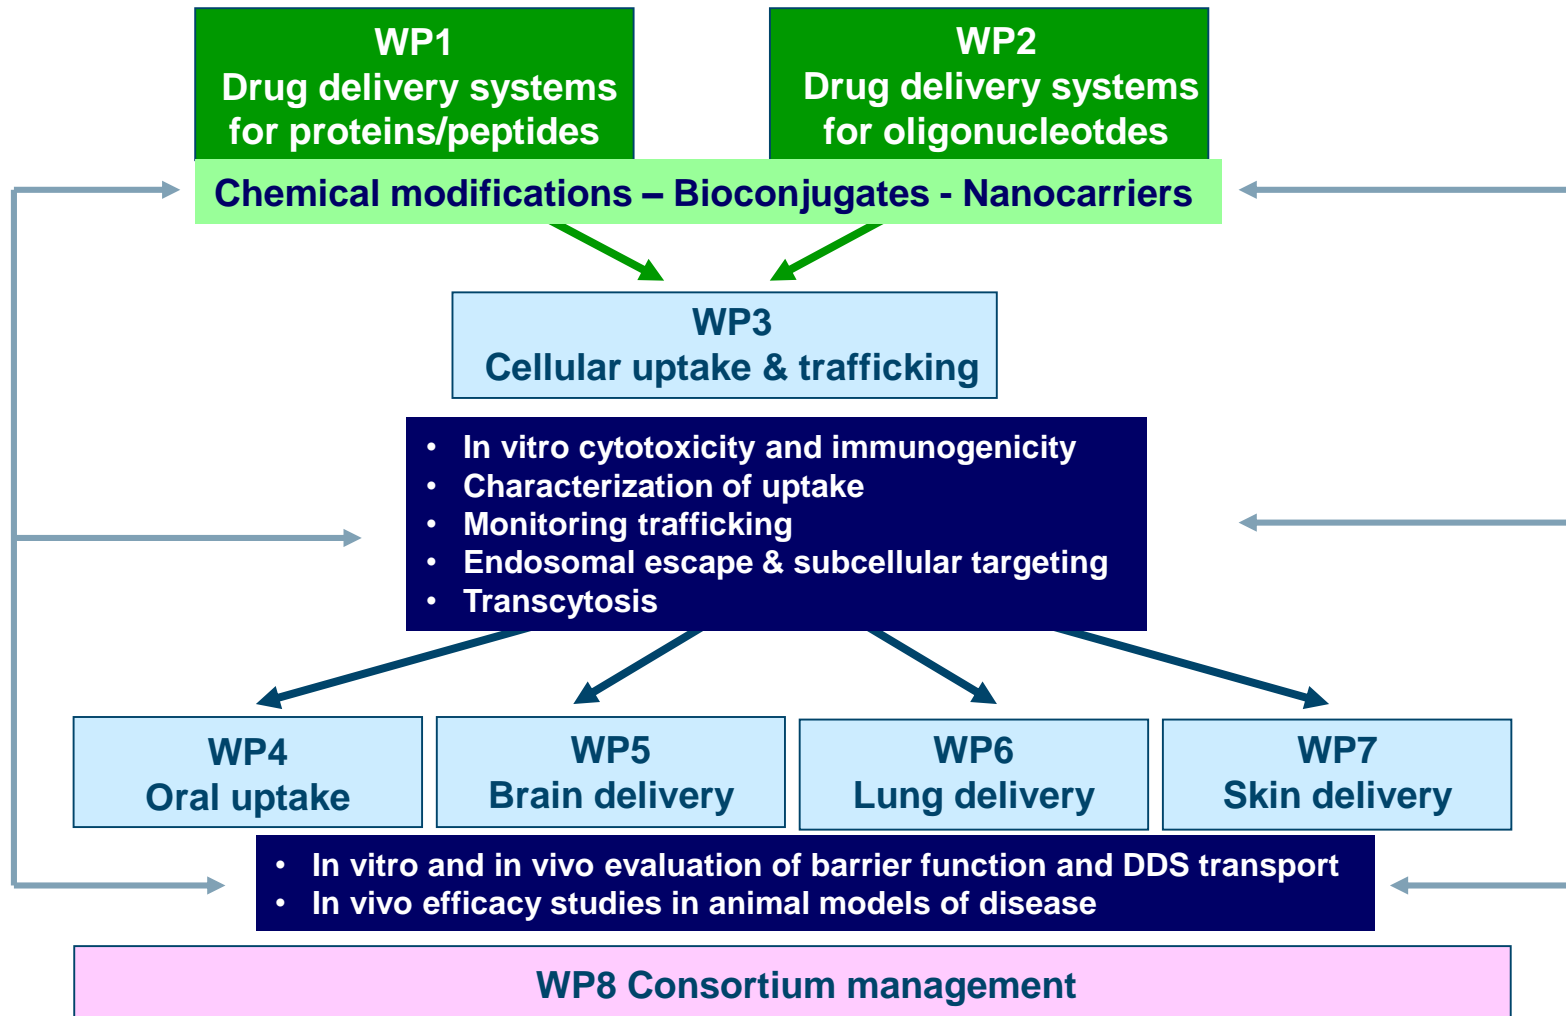 WP1
Drug delivery systems
for proteins/peptides
WP2
Drug delivery systems
for oligonucleotdes
Chemical modifications – Bioconjugates - Nanocarriers
WP3
Cellular uptake & trafficking
• In vitro cytotoxicity and immunogenicity
• Characterization of uptake
• Monitoring trafficking
• Endosomal escape & subcellular targeting
• Transcytosis
WP4
Oral uptake
WP5
Brain delivery
WP6
Lung delivery
WP7
Skin delivery
• In vitro and in vivo evaluation of barrier function and DDS transport
• In vivo efficacy studies in animal models of disease
WP8 Consortium management